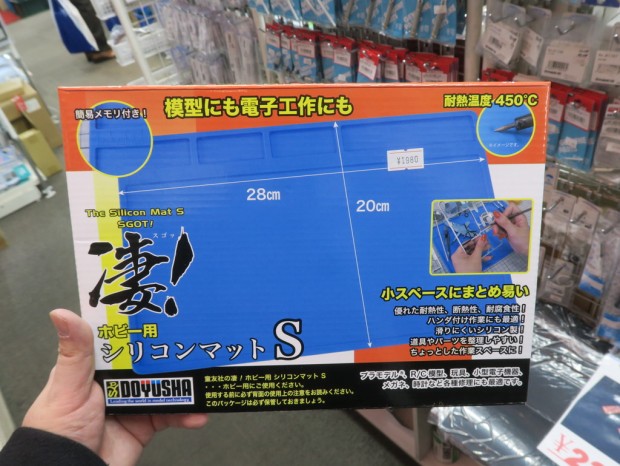 簡易メモリ付き！
模型にも電子工作にも
耐熱温度 450℃
¥1980
28㎝
20㎝
The Silicon Mat S
SGOI!
スゴイ
凄！
ホビー用
シリコンマット S
小スペースにまとめ易い
優れた耐熱性、断熱性、耐腐食性！
ハンダ付け作業にも最適！
滑りにくいシリコン製！
道具やパーツを整理しやすい！
ちょっとした作業スペースに！
DOYUSHA
Leading the world in model technology.
童友社の凄！ホビー用 シリコンマット S
・・・ホビー用にご使用ください。
使用する前に必ず背面の使用上の注意をお読みください。
このパッケージは必ず保管しておきましょう。
プラモデル、R/C模型、玩具、小型電子機器、
メガネ、時計など各種修理にも最適です。